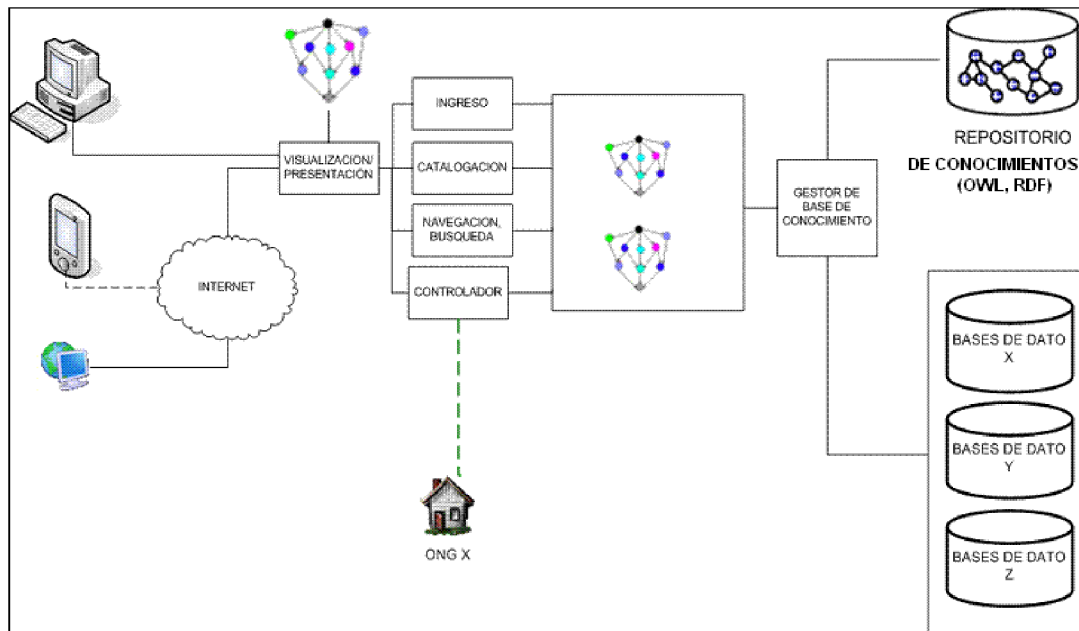 INGRESO
VISUALIZACION/
PRESENTACIÓN
CATALOGACION
NAVEGACION,
BUSQUEDA
CONTROLADOR
INTERNET
ONG X
GESTOR DE
BASE DE
CONOCIMIENTO
REPOSITORIO
DE CONOCIMIENTOS
(OWL, RDF)
BASES DE DATO
X
BASES DE DATO
Y
BASES DE DATO
Z